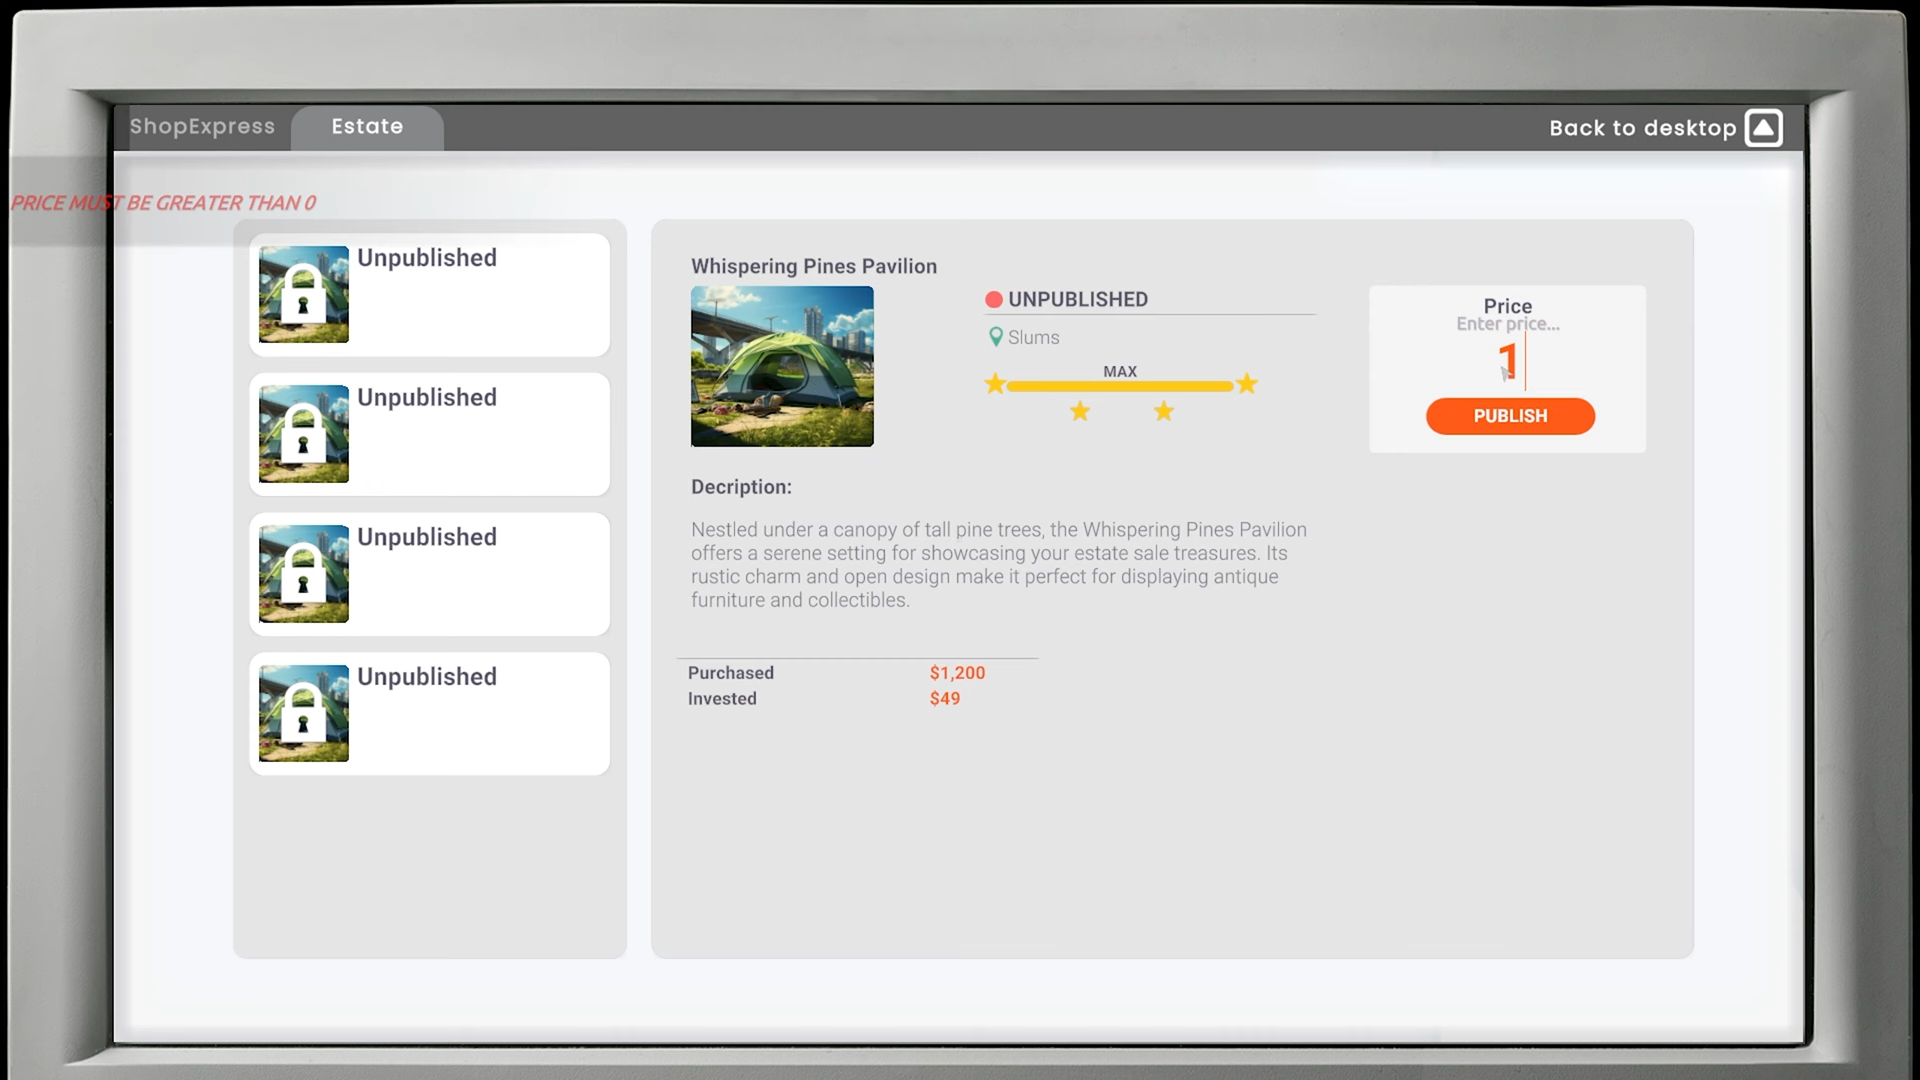 ShopExpress
Estate
Back to desktop
PRICE MUST BE GREATER THAN 0
Unpublished
Unpublished
Unpublished
Unpublished
Whispering Pines Pavilion
UNPUBLISHED
Slums
MAX
Price
Enter price...
1
PUBLISH
Decription:
Nestled under a canopy of tall pine trees, the Whispering Pines Pavilion
offers a serene setting for showcasing your estate sale treasures. Its
rustic charm and open design make it perfect for displaying antique
furniture and collectibles.
Purchased $1,200
Invested $49